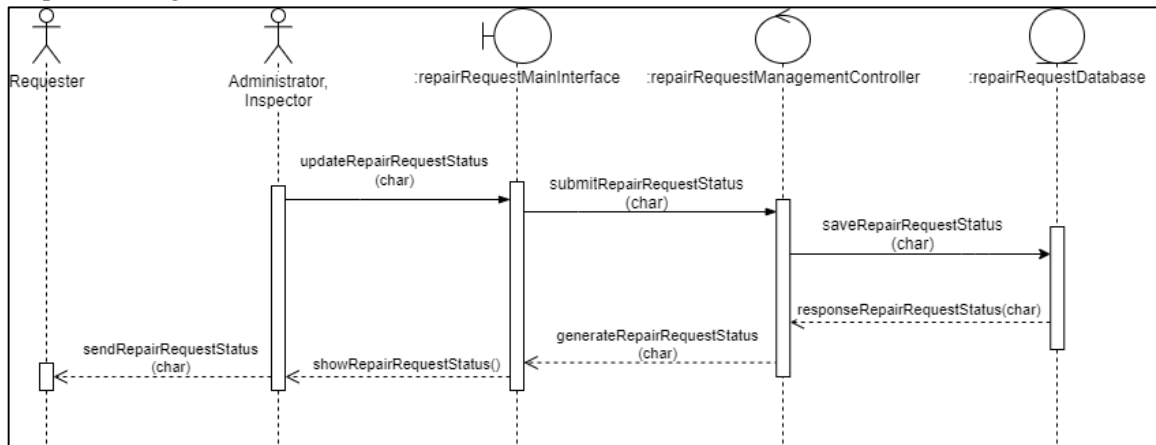 Requester
Administrator,
Inspector
:repairRequestMainInterface
:repairRequestManagementController
:repairRequestDatabase
updateRepairRequestStatus
(char)
submitRepairRequestStatus
(char)
saveRepairRequestStatus
(char)
responseRepairRequestStatus(char)
generateRepairRequestStatus
(char)
showRepairRequestStatus()
sendRepairRequestStatus
(char)